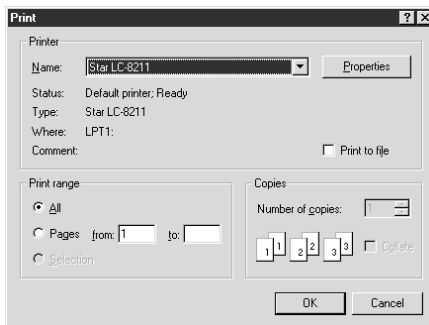 Print
Printer
Name: Star LC-8211 Properties
Status: Default printer; Ready
Type: Star LC-8211
Where: LPT1:
Comment: Print to file
Print range
All
Pages from: 1 to:
Selection
Copies
Number of copies: 1
1 1 2 2 3 3 Collate
OK Cancel